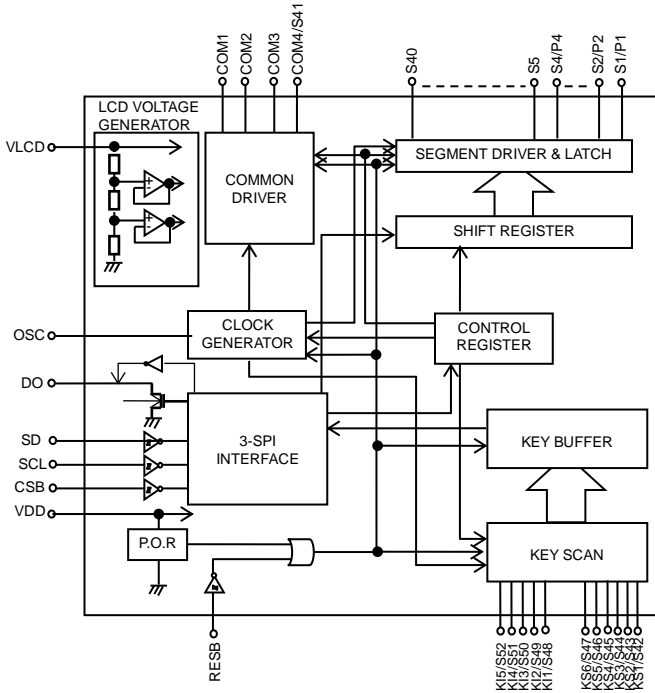 COM1
COM2
COM3
COM4/S41
S40
S5
S4/P4
S2/P2
S1/P1
LCD VOLTAGE
GENERATOR
VLCD
+
-
+
-
COMMON
DRIVER
SEGMENT DRIVER & LATCH
SHIFT REGISTER
OSC
CLOCK
GENERATOR
CONTROL
REGISTER
DO
SD
SCL
CSB
VDD
3-SPI
INTERFACE
KEY BUFFER
P.O.R
KEY SCAN
RESB
KI5/S52
KI4/S51
KI3/S50
KI2/S49
KI1/S48
KS6/S47
KS5/S46
KS4/S45
KS3/S44
KS2/S43
KS1/S42